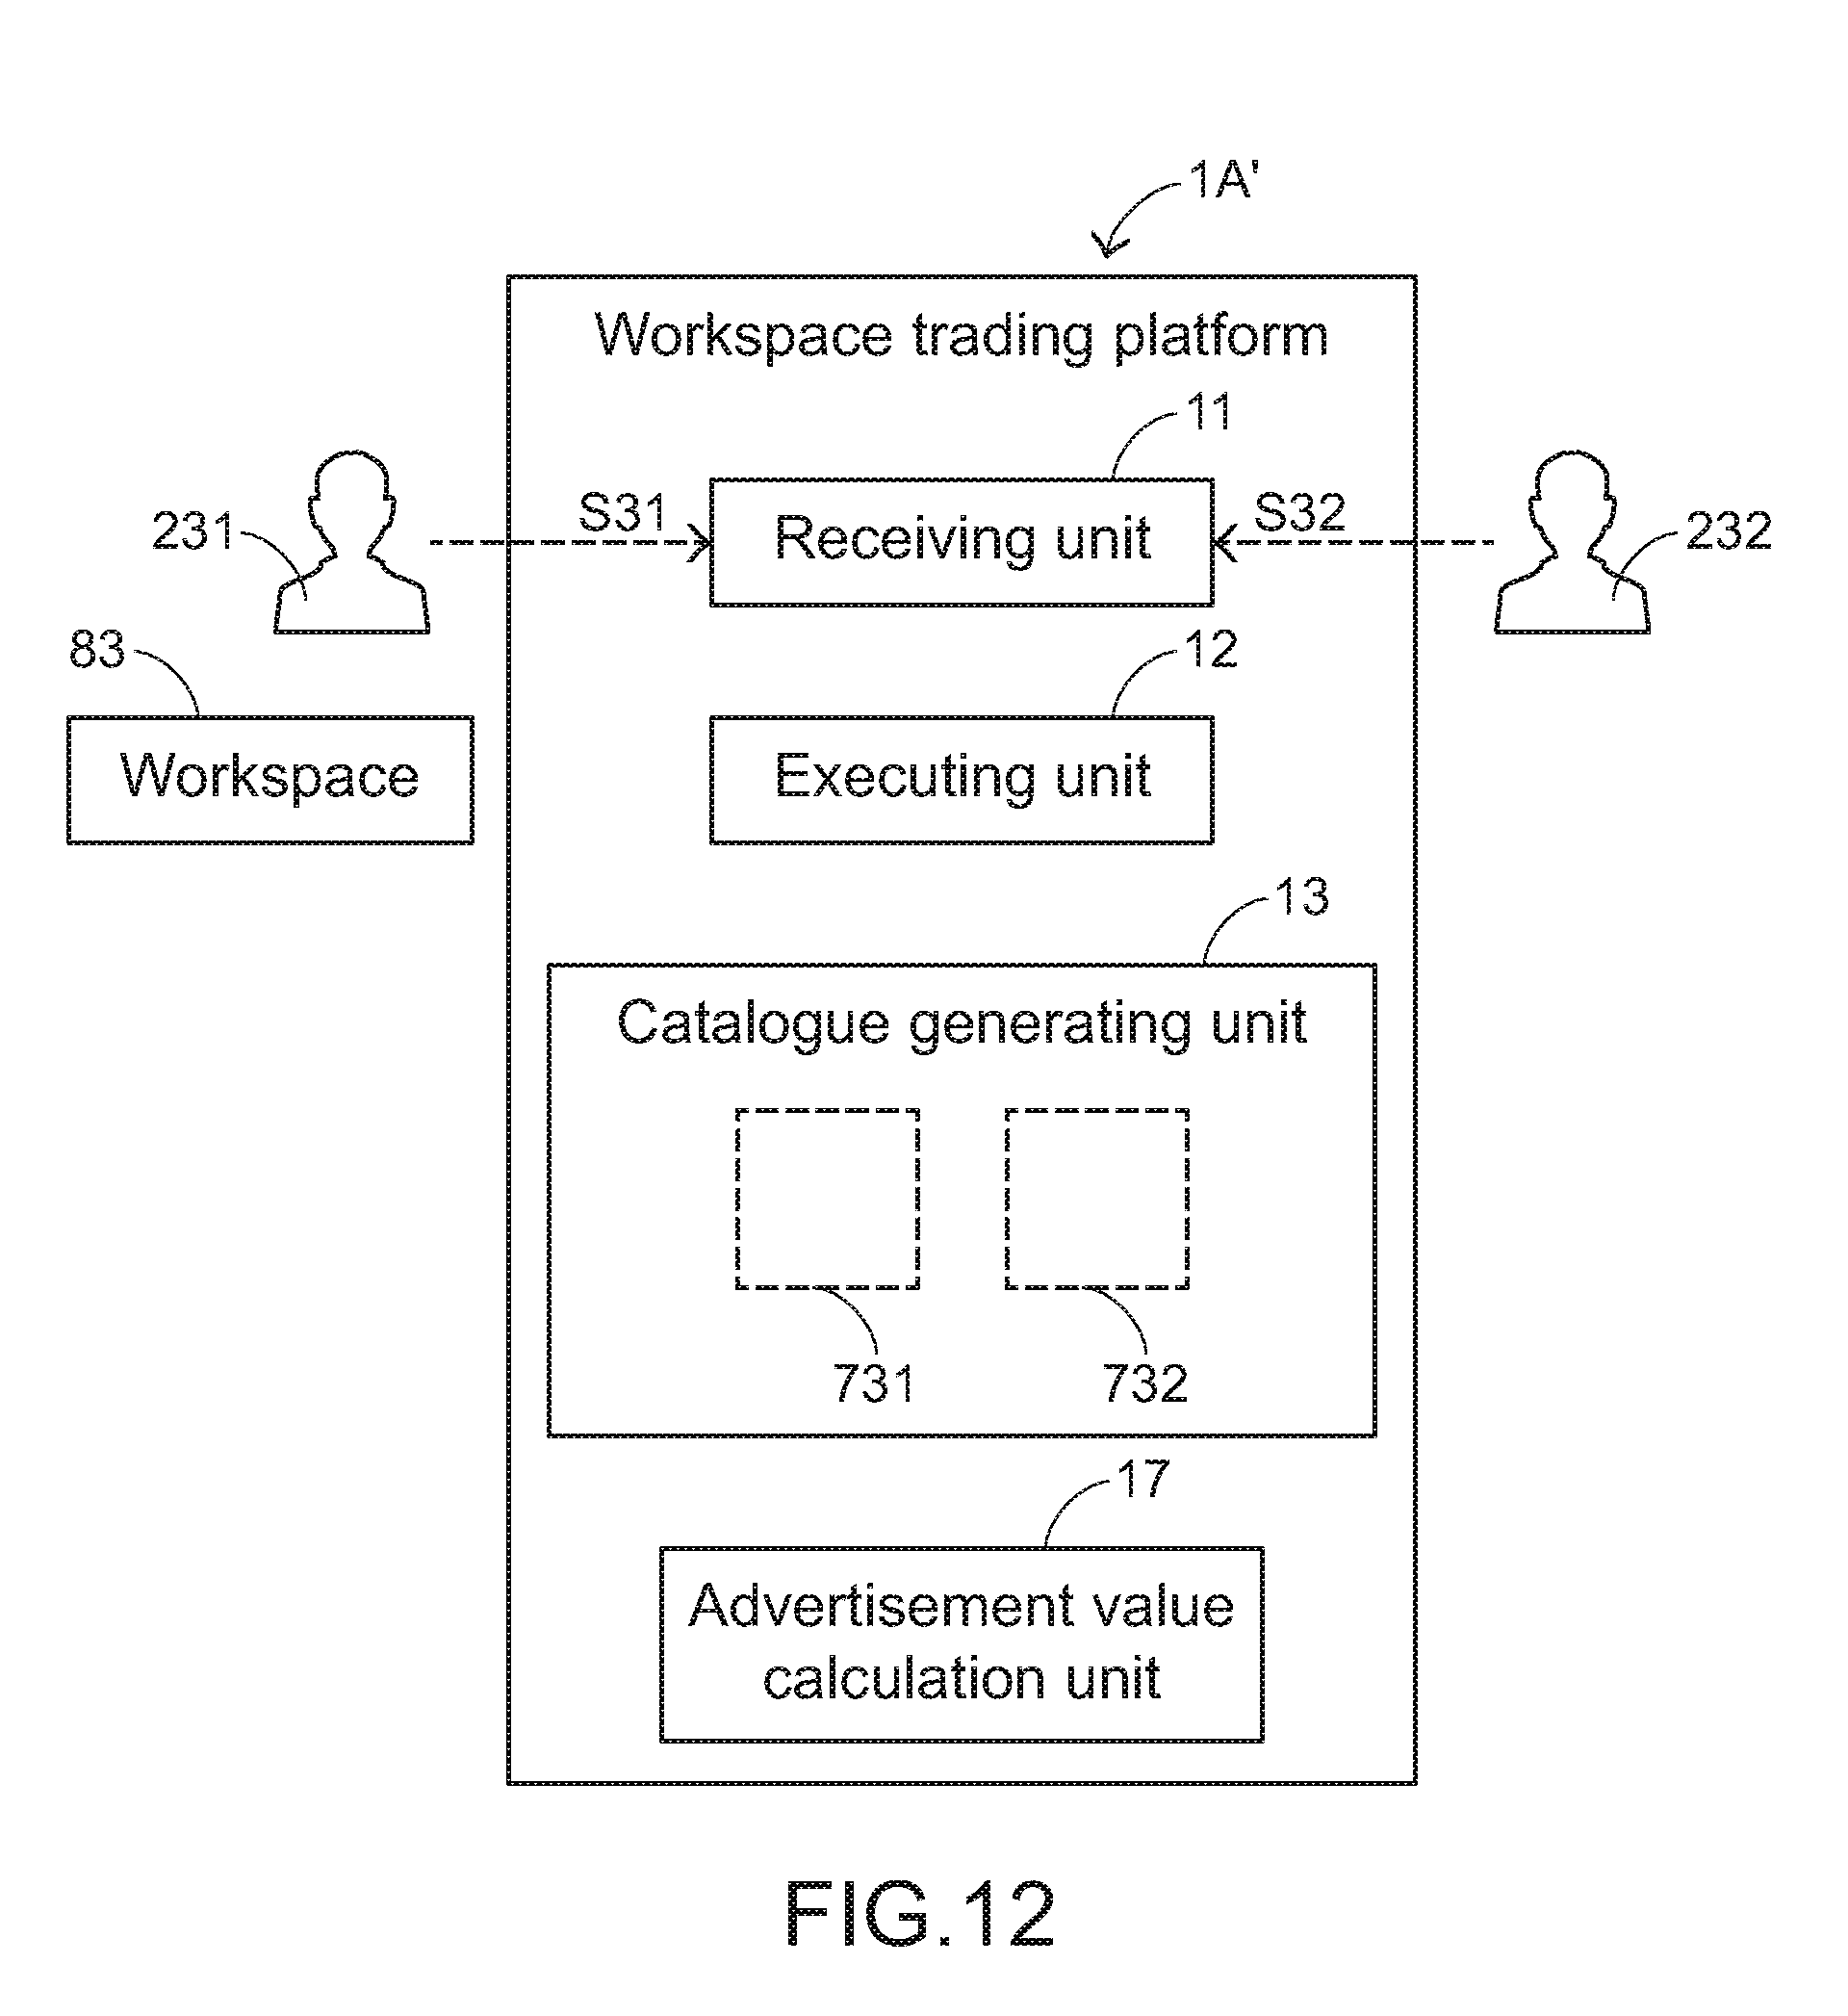 1A'
Workspace trading platform
11
231
S31
Receiving unit
S32
232
83
12
Workspace
Executing unit
13
Catalogue generating unit
731
732
17
Advertisement value
calculation unit
FIG.12